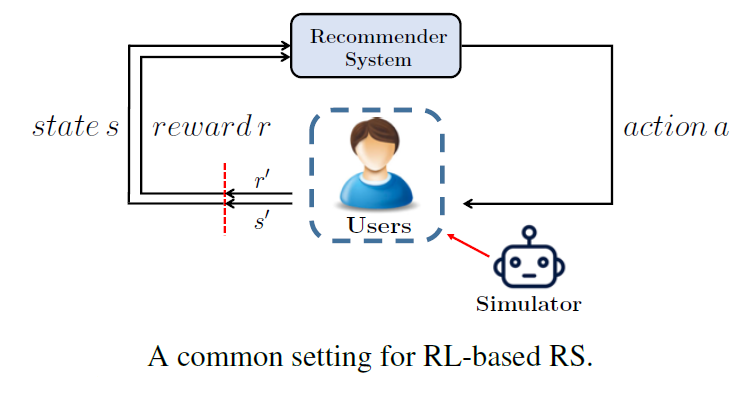 Recommender
System
state s
reward r
action a
r′
s′
Users
Simulator
A common setting for RL-based RS.